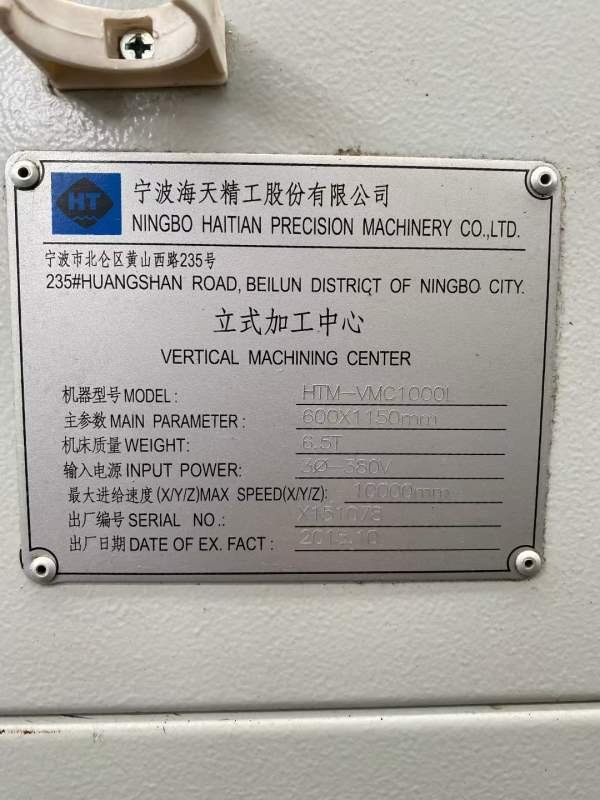 HT
宁波海天精工股份有限公司
NINGBO HAITIAN PRECISION MACHINERY CO.,LTD.
宁波市北仑区黄山西路235号
235#HUANGSHAN ROAD, BEILUN DISTRICT OF NINGBO CITY.
立式加工中心
VERTICAL MACHINING CENTER
机器型号MODEL: HTM-VMC1000L
主参数MAIN PARAMETER: 600X1150mm
机床质量WEIGHT: 6.5T
输入电源INPUT POWER: 3Ø-380V
最大进给速度(X/Y/Z)MAX SPEED(X/Y/Z): 10000mm
出厂编号SERIAL NO.: X151078
出厂日期DATE OF EX. FACT: 2015.10